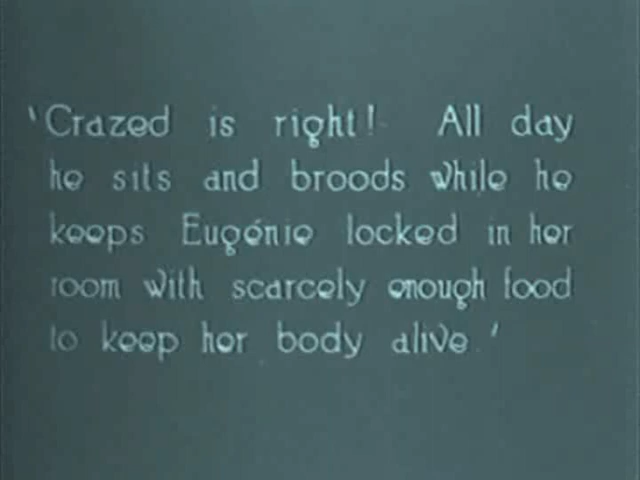 'Crazed is right! All day
he sits and broods while he
keeps Eugénie locked in her
room with scarcely enough food
to keep her body alive.'